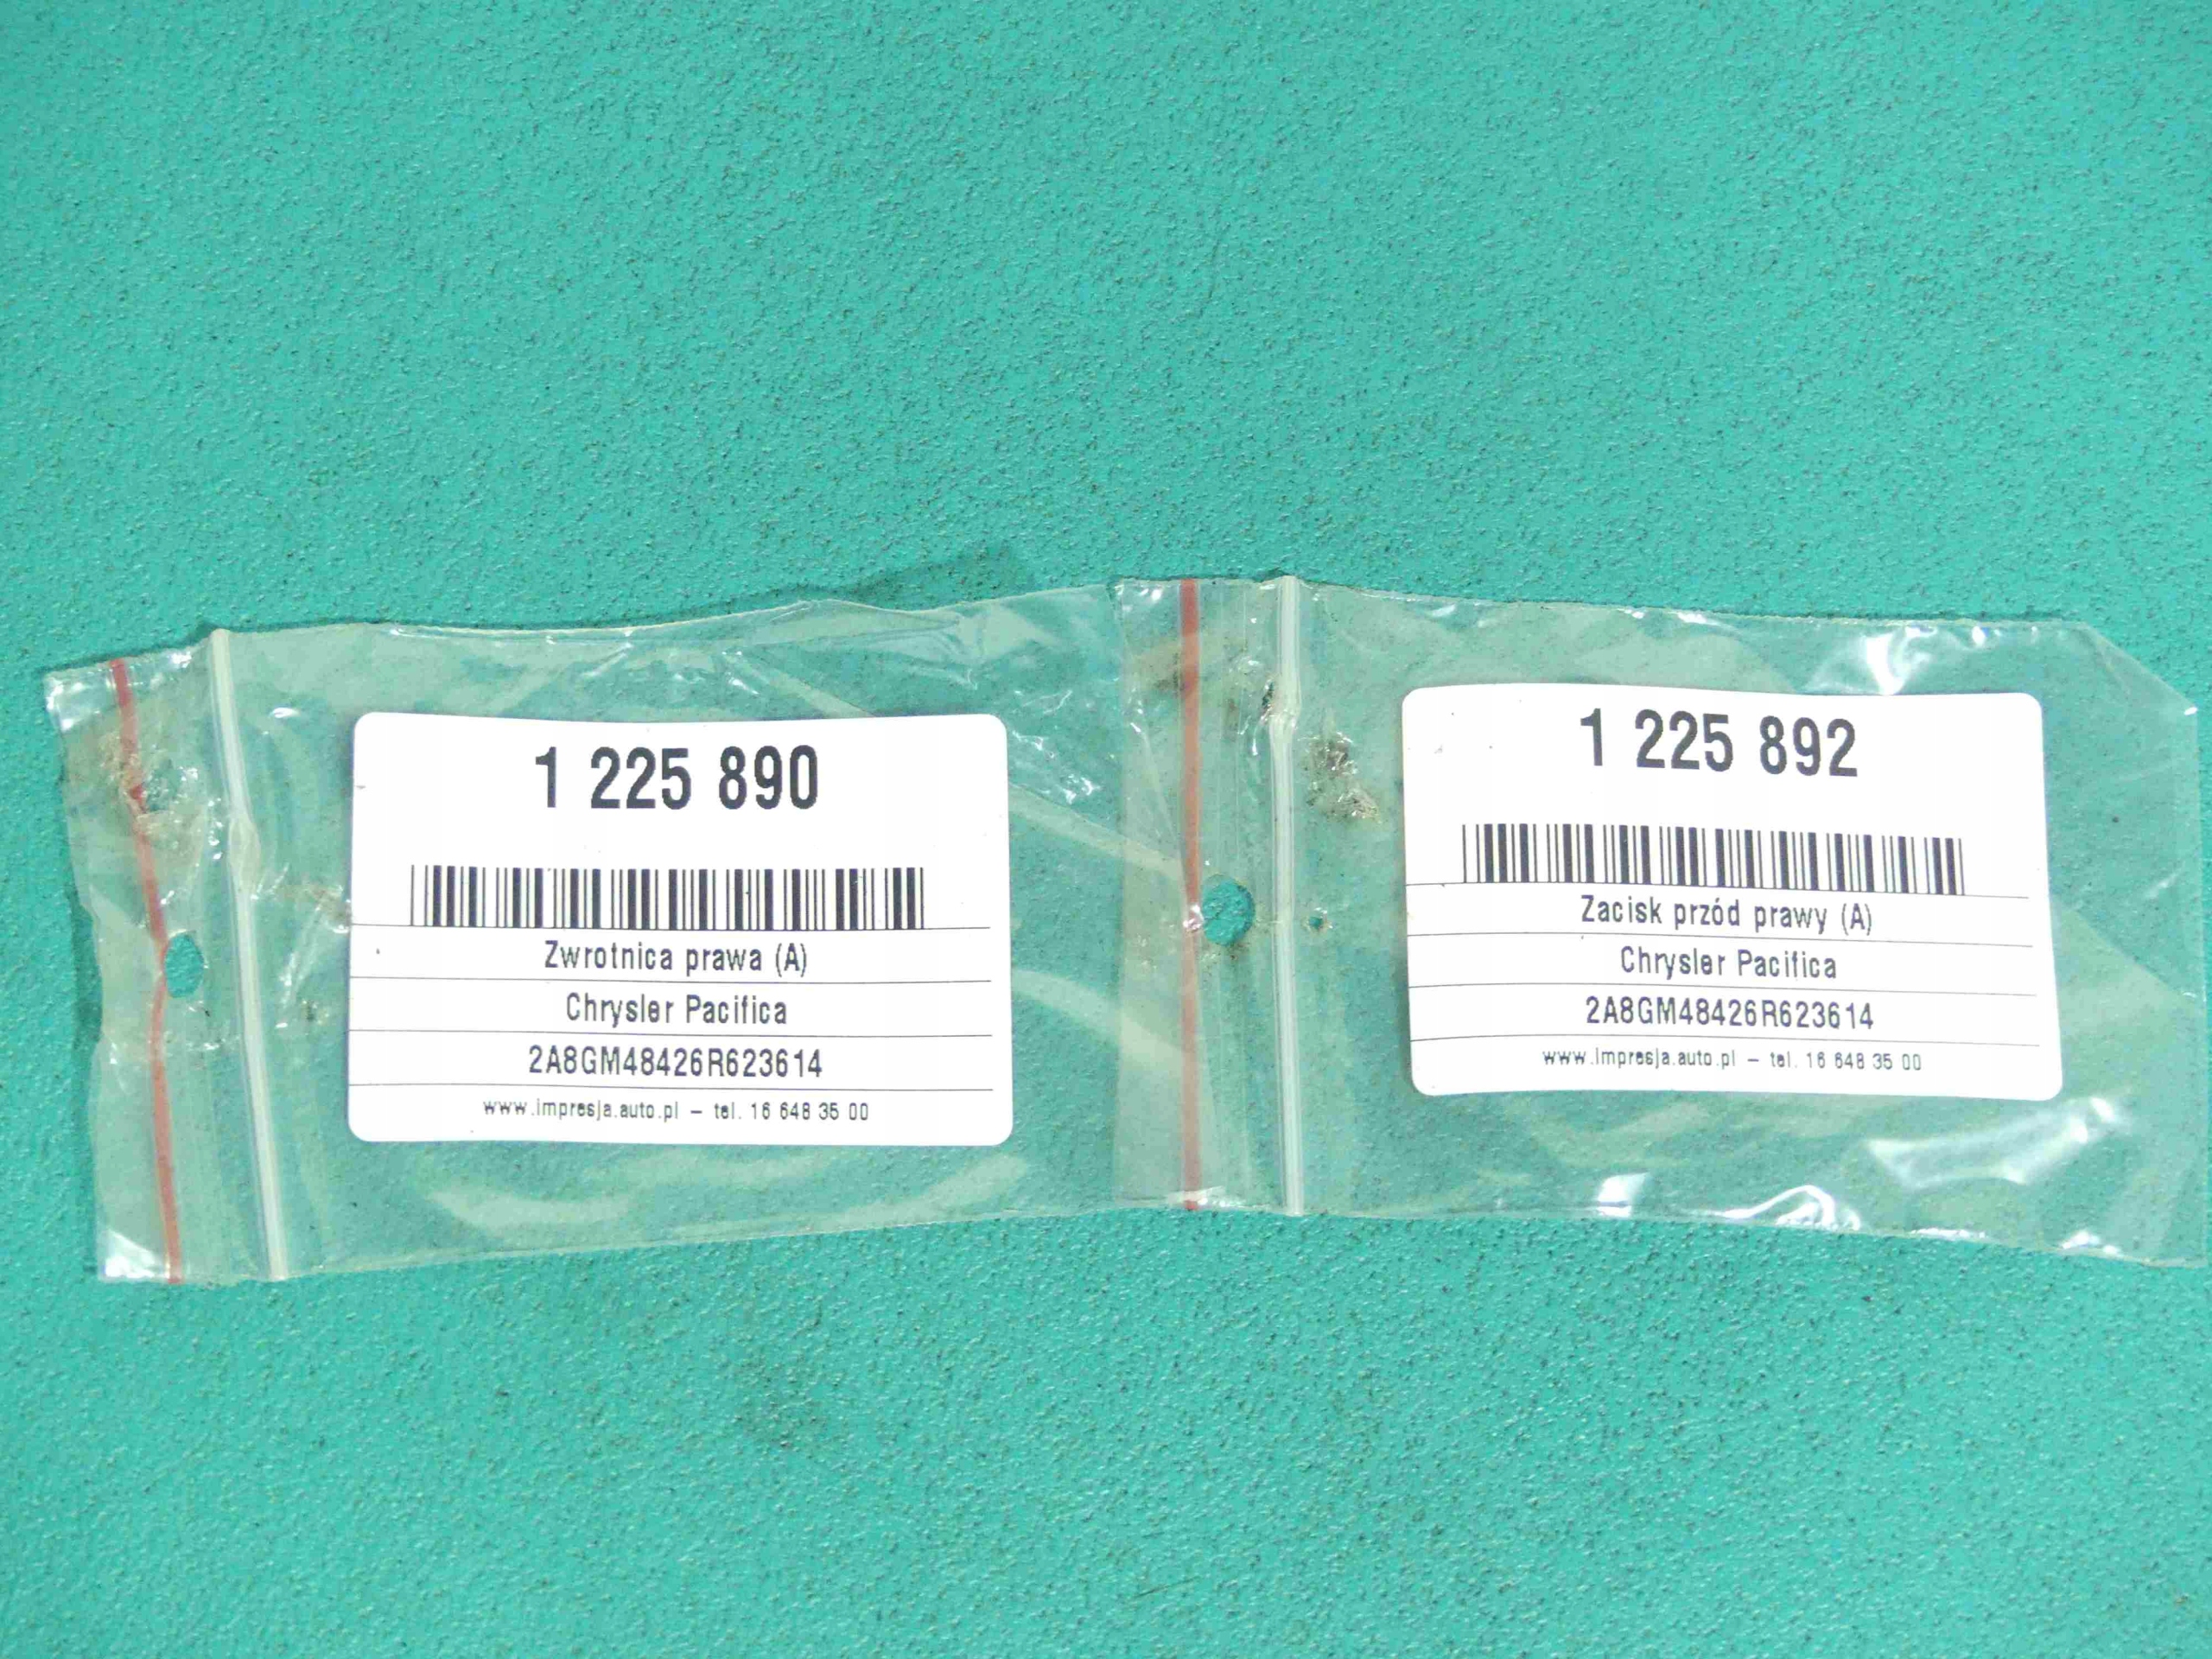 1 225 890
Zwrotnica prawa (A)
Chrysler Pacifica
2A8GM48426R623614
www.impresja.auto.pl – tel. 16 648 35 00
1 225 892
Zacisk przód prawy (A)
Chrysler Pacifica
2A8GM48426R623614
www.impresja.auto.pl – tel. 16 648 35 00